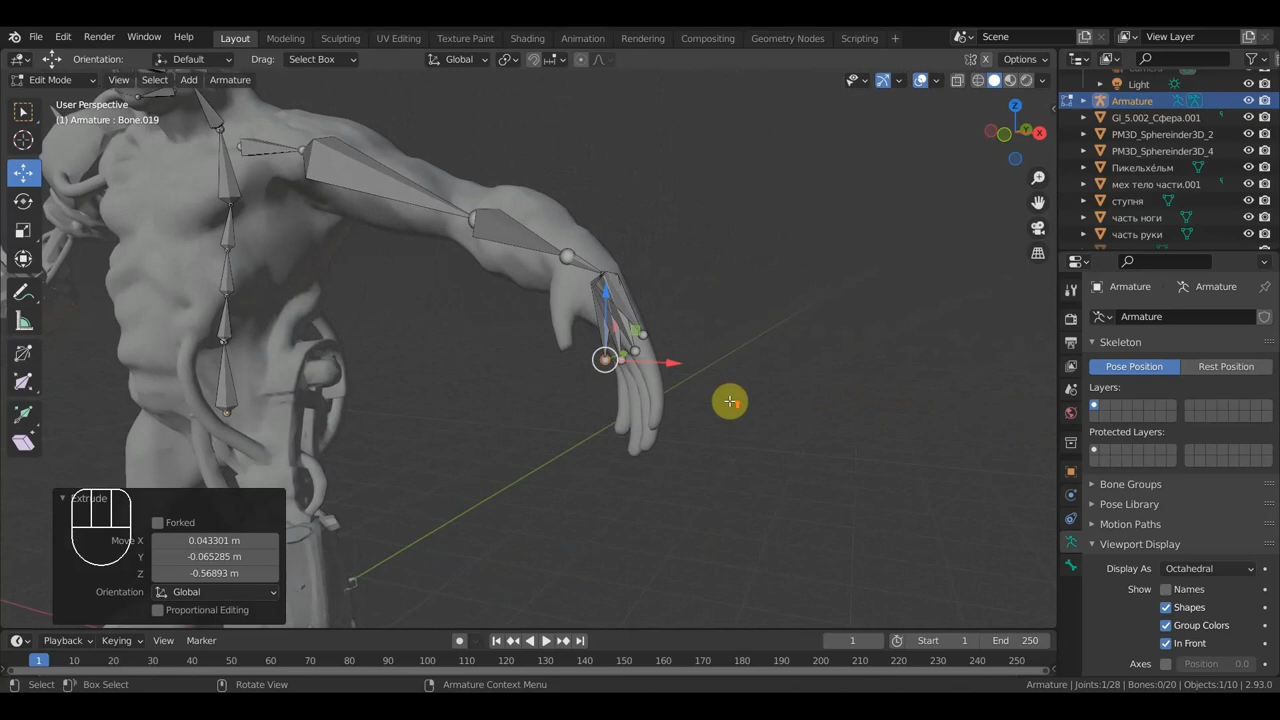 File Edit Render Window Help Layout Modeling Sculpting UV Editing Texture Paint Shading Animation Rendering Compositing Geometry Nodes Scripting + Scene View Layer
Orientation: Default Drag: Select Box Global X Options
Edit Mode View Select Add Armature
User Perspective
(1) Armature : Bone.019
Z
Y
X
Light
Armature
GI_5.002_Сфера.001
PM3D_Sphereinder3D_2
PM3D_Sphereinder3D_4
Пикельхе́льм
мех тело части.001
ступня
часть ноги
часть руки
Armature Armature
Armature
Skeleton
Pose Position Rest Position
Layers:
Protected Layers:
Bone Groups
Pose Library
Motion Paths
Viewport Display
Display As Octahedral
Show Names
Shapes
Group Colors
In Front
Axes Position 0.0
Extrude
Forked
Move X 0.043301 m
Y -0.065285 m
Z -0.56893 m
Orientation Global
Proportional Editing
Playback Keying View Marker 1 Start 1 End 250
1 10 20 30 40 50 60 70 80 90 100 110 120 130 140 150 160 170 180 190 200 210 220 230 240 250
Select Box Select Rotate View Armature Context Menu Armature | Joints:1/28 | Bones:0/20 | Objects:1/10 | 2.93.0